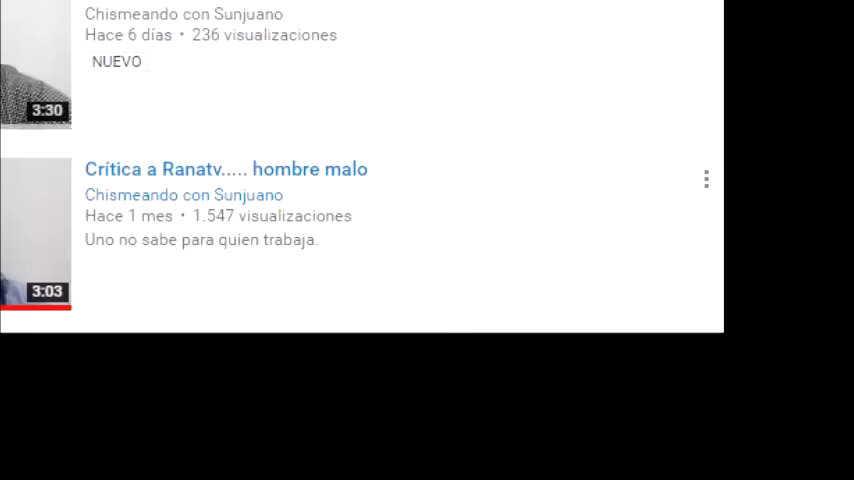 Chismeando con Sunjuano
Hace 6 días • 236 visualizaciones
NUEVO
3:30
Crítica a Ranatv..... hombre malo
Chismeando con Sunjuano
Hace 1 mes • 1.547 visualizaciones
Uno no sabe para quien trabaja.
3:03